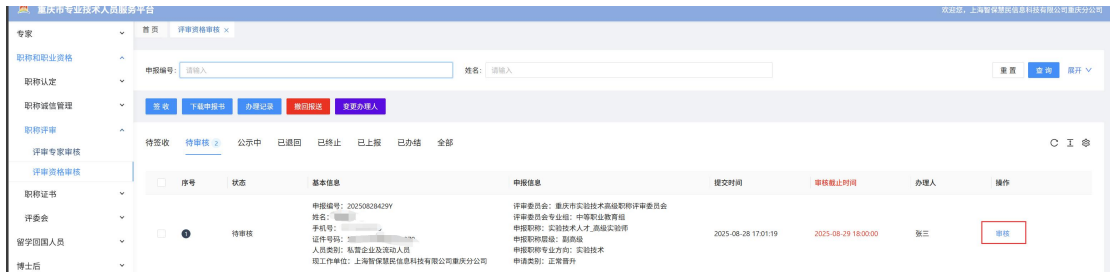 重庆市专业技术人员服务平台
欢迎您，上海智保慧民信息科技有限公司重庆分公司
专家
首页 评审资格审核 ×
职称和职业资格
申报编号： 请输入 姓名： 请输入 重置 查询 展开
职称认定
职称诚信管理
签收 下载申报书 办理记录 撤回报送 变更办理人
职称评审
待签收 待审核 2 公示中 已退回 已终止 已上报 已办结 全部
评审专家审核
评审资格审核
序号 状态 基本信息 申报信息 提交时间 审核截止时间 办理人 操作
职称证书
评委会
留学回国人员
博士后
1 待审核
申报编号：20250828429Y
姓名：
手机号：
证件号码：
人员类别：私营企业及流动人员
现工作单位：上海智保慧民信息科技有限公司重庆分公司
评审委员会：重庆市实验技术高级职称评审委员会
评审委员会专业组：中等职业教育组
申报职称：实验技术人才_高级实验师
申报职称层级：副高级
申报职称专业方向：实验技术
申请类别：正常晋升
2025-08-28 17:01:19
2025-08-29 18:00:00
张三
审核